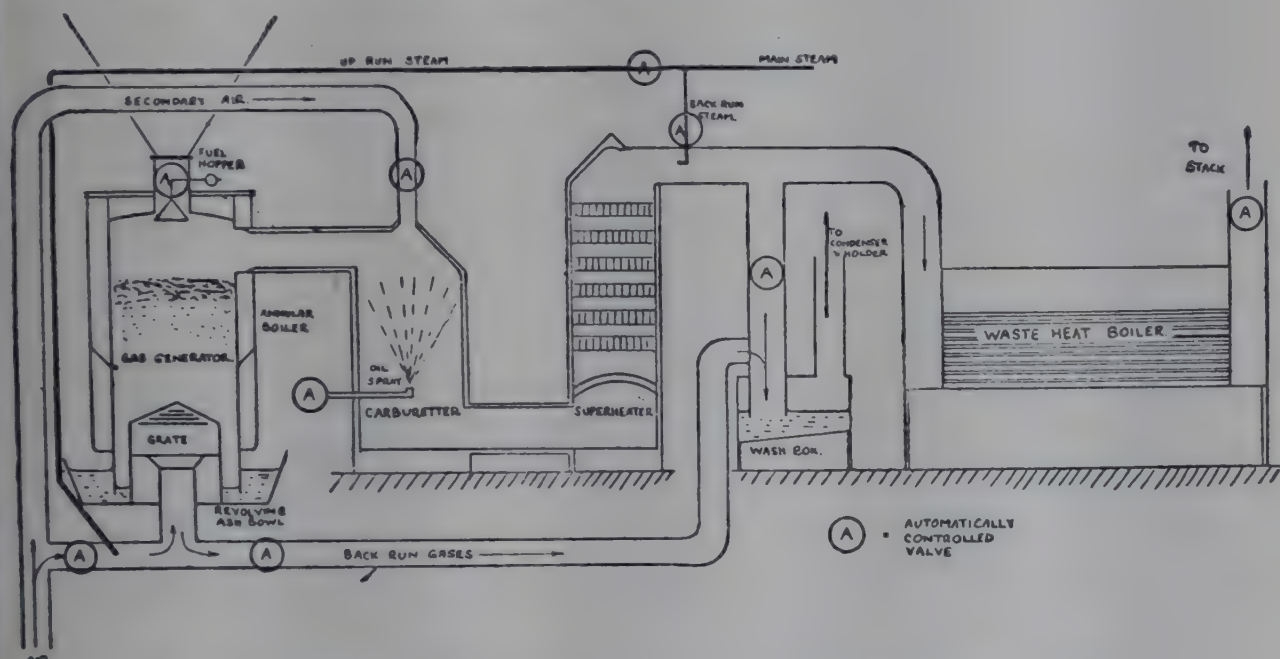 UP RUN STEAM
MAIN STEAM
SECONDARY AIR.
BACK RUN
STEAM.
A
A
FUEL
HOPPER
A
A
TO
STACK
A
TO
CONDENSER
& HOLDER
A
ANNULAR
BOILER
GAS GENERATOR
WASTE HEAT BOILER
OIL
SPRAY
A
CARBURETTER
SUPERHEATER
GRATE
WASH BOX.
REVOLVING
ASH BOWL
A
A
BACK RUN GASES
A = AUTOMATICALLY
CONTROLLED
VALVE